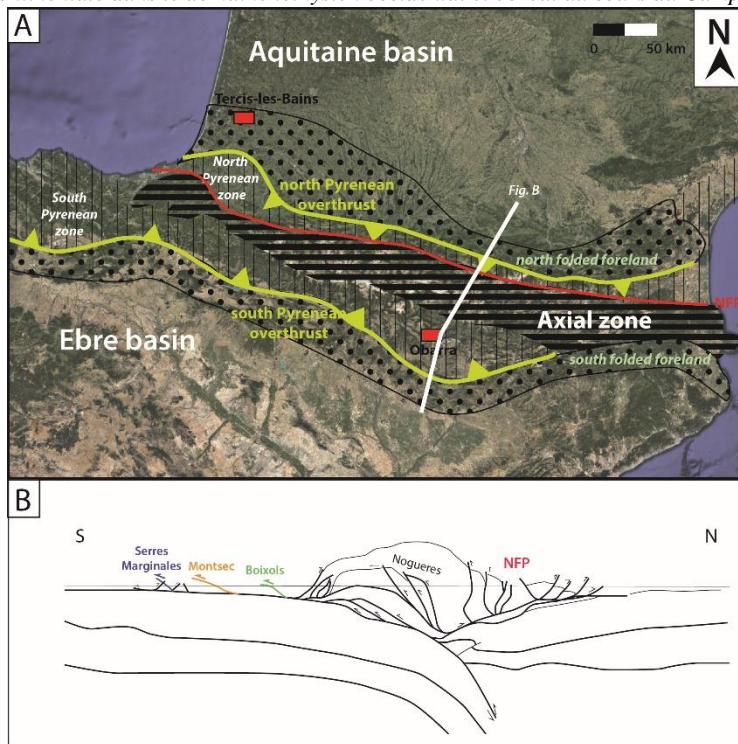 A
Aquitaine basin
0 50 km
N
Tercis-les-Bains
North
Pyrenean
zone
South
Pyrenean
zone
north Pyrenean
overthrust
Fig. B
north folded foreland
NFP
south Pyrenean
overthrust
Axial zone
Obarra
Ebre basin
south folded foreland
B
S
N
Serres
Marginales
Montsec
Boixols
Nogueres
NFP